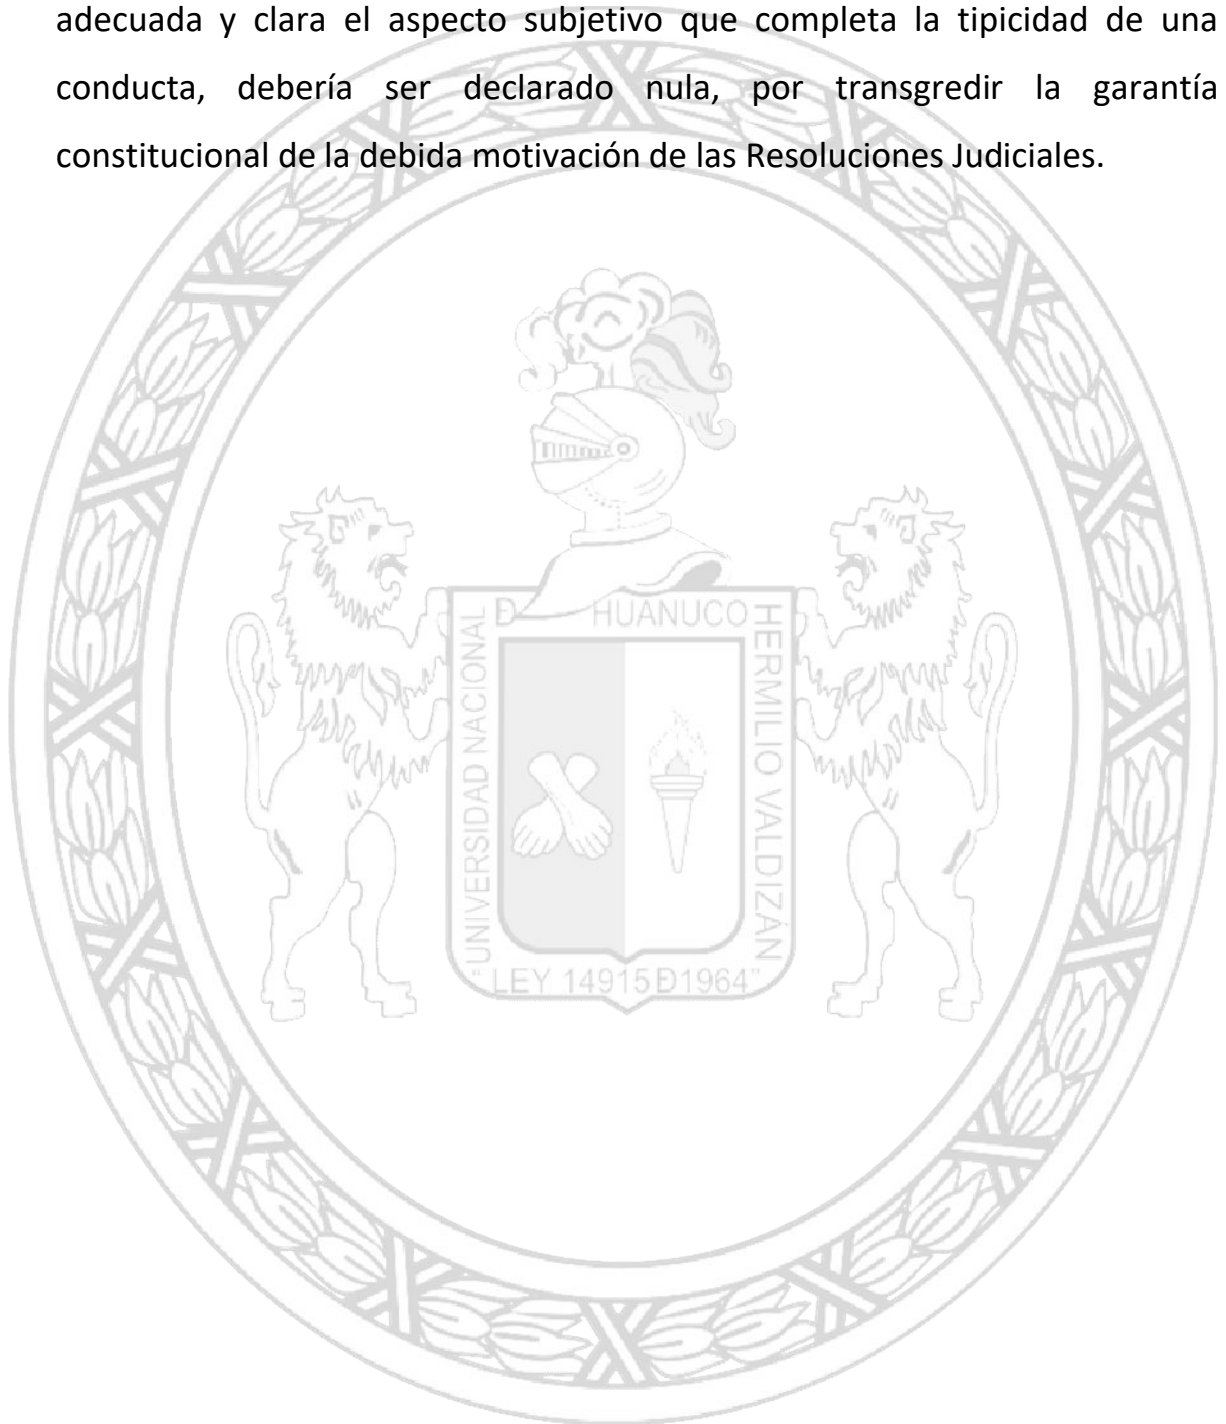 adecuada y clara el aspecto subjetivo que completa la tipicidad de una
conducta, debería ser declarado nula, por transgredir la garantía
constitucional de la debida motivación de las Resoluciones Judiciales.
"UNIVERSIDAD NACIONAL
Ð HUANUCO
HERMILIO VALDIZÁN
LEY 14915 Ð 1964"